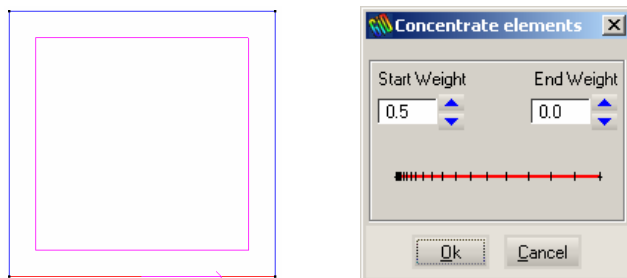 Concentrate elements
Start Weight End Weight
0.5 0.0
Ok Cancel